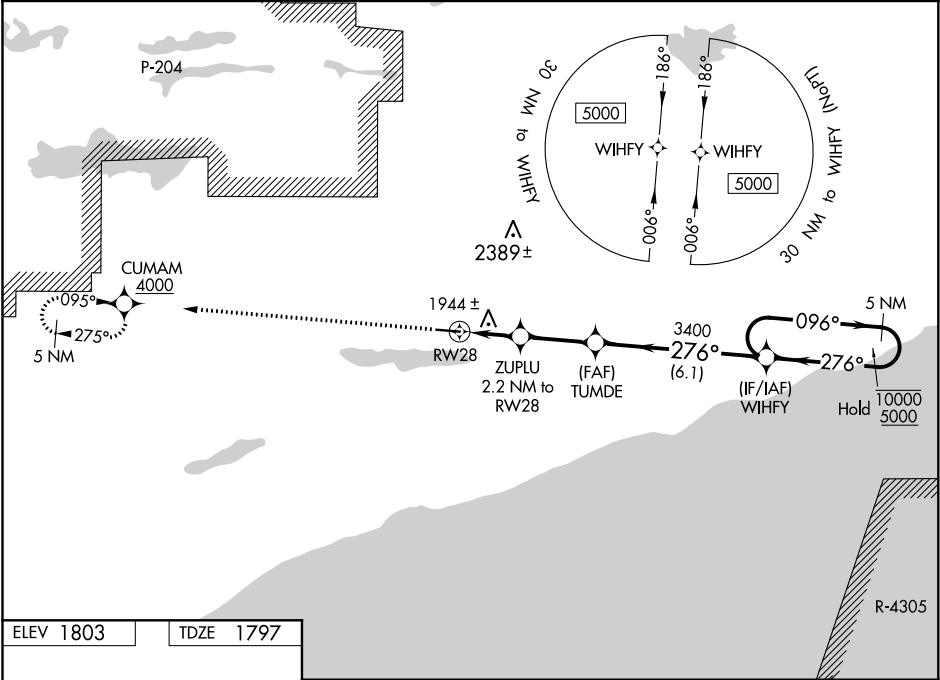 P-204
30 NM to WIHFY
5000
186°
WIHFY
006°
186°
WIHFY
5000
006°
30 NM to WIHFY (NoPT)
2389±
CUMAM
4000
095°
275°
5 NM
1944 ±
RW28
ZUPLU
2.2 NM to
RW28
(FAF)
TUMDE
3400
276°
(6.1)
(IF/IAF)
WIHFY
5 NM
096°
276°
Hold
10000
5000
R-4305
ELEV 1803
TDZE 1797